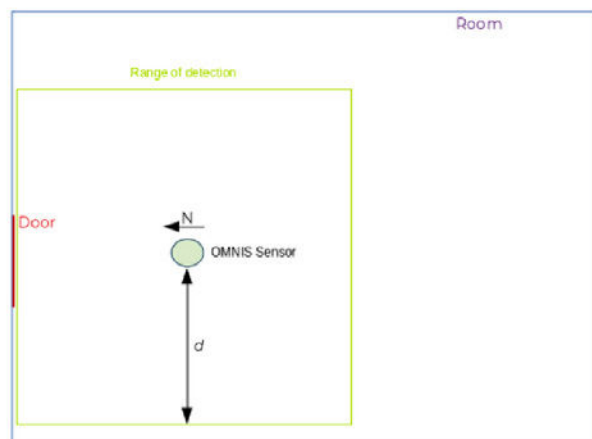 Room
Range of detection
Door
N
OMNIS Sensor
d